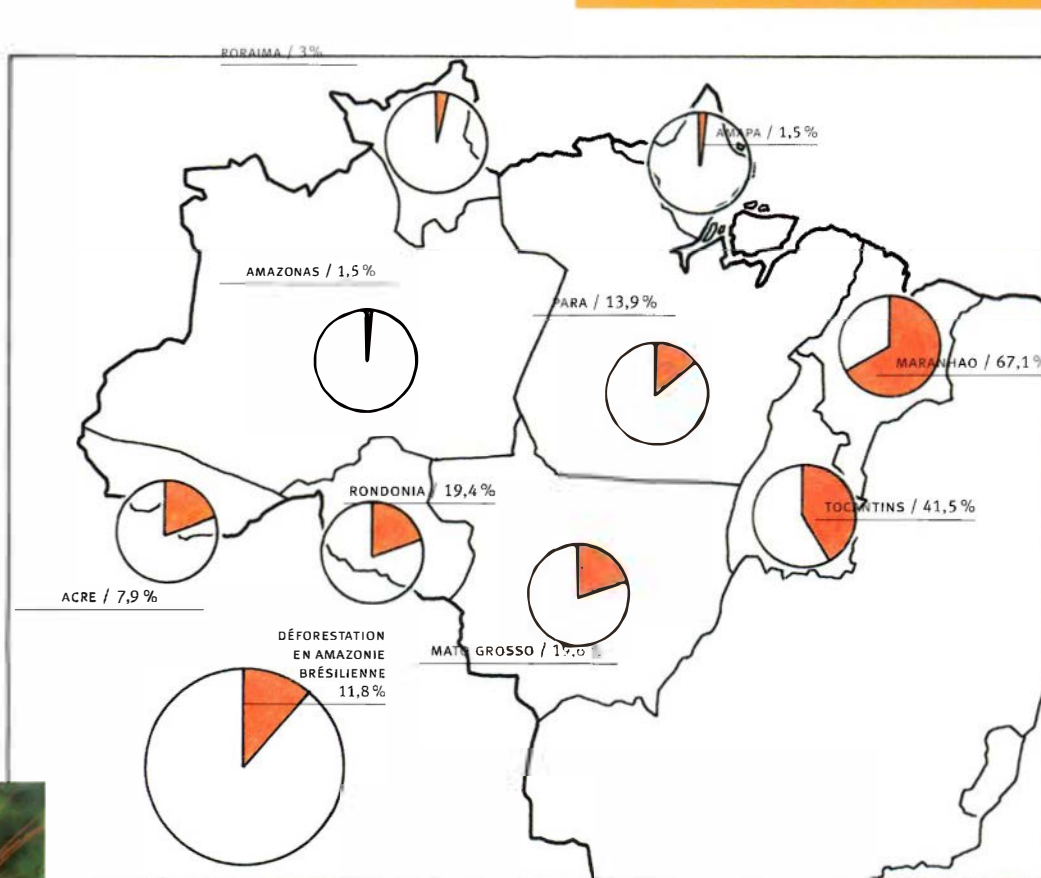 RORAIMA / 3%
AMAPA / 1,5%
AMAZONAS / 1,5%
PARA / 13,9%
MARANHAO / 67,1%
RONDONIA / 19,4%
TOCANTINS / 41,5%
ACRE / 7,9%
DÉFORESTATION
EN AMAZONIE
BRÉSILIENNE
11,8%
MATO GROSSO /